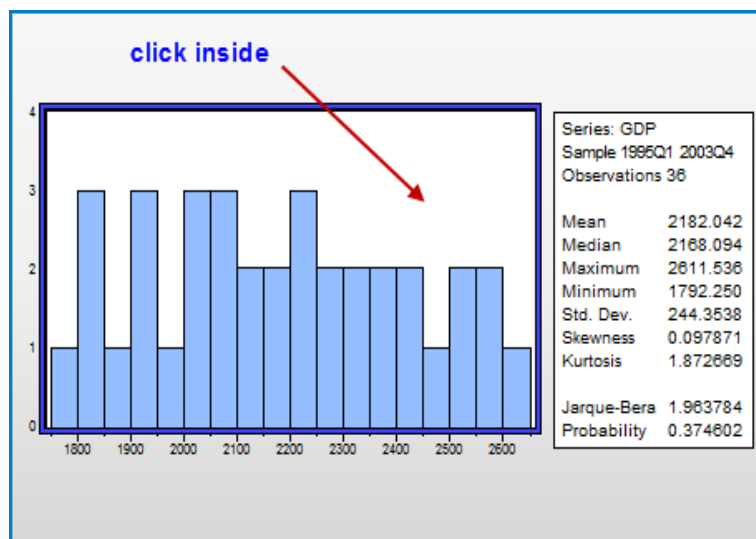 click inside
4
3
2
1
0
1800 1900 2000 2100 2200 2300 2400 2500 2600
Series: GDP
Sample 1995Q1 2003Q4
Observations 36
Mean 2182.042
Median 2168.094
Maximum 2611.536
Minimum 1792.250
Std. Dev. 244.3538
Skewness 0.097871
Kurtosis 1.872669
Jarque-Bera 1.963784
Probability 0.374602